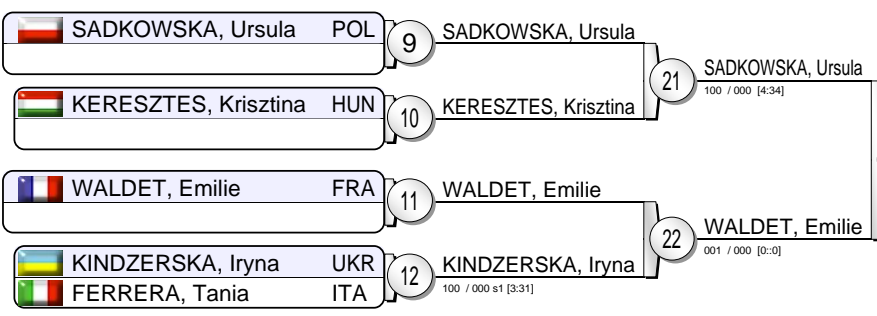 SADKOWSKA, Ursula POL
9
SADKOWSKA, Ursula
21
SADKOWSKA, Ursula
100 / 000 [4:34]
KERESZTES, Krisztina HUN
10
KERESZTES, Krisztina
WALDET, Emilie FRA
11
WALDET, Emilie
22
WALDET, Emilie
001 / 000 [0::0]
KINDZERSKA, Iryna UKR
FERRERA, Tania ITA
12
KINDZERSKA, Iryna
100 / 000 s1 [3:31]